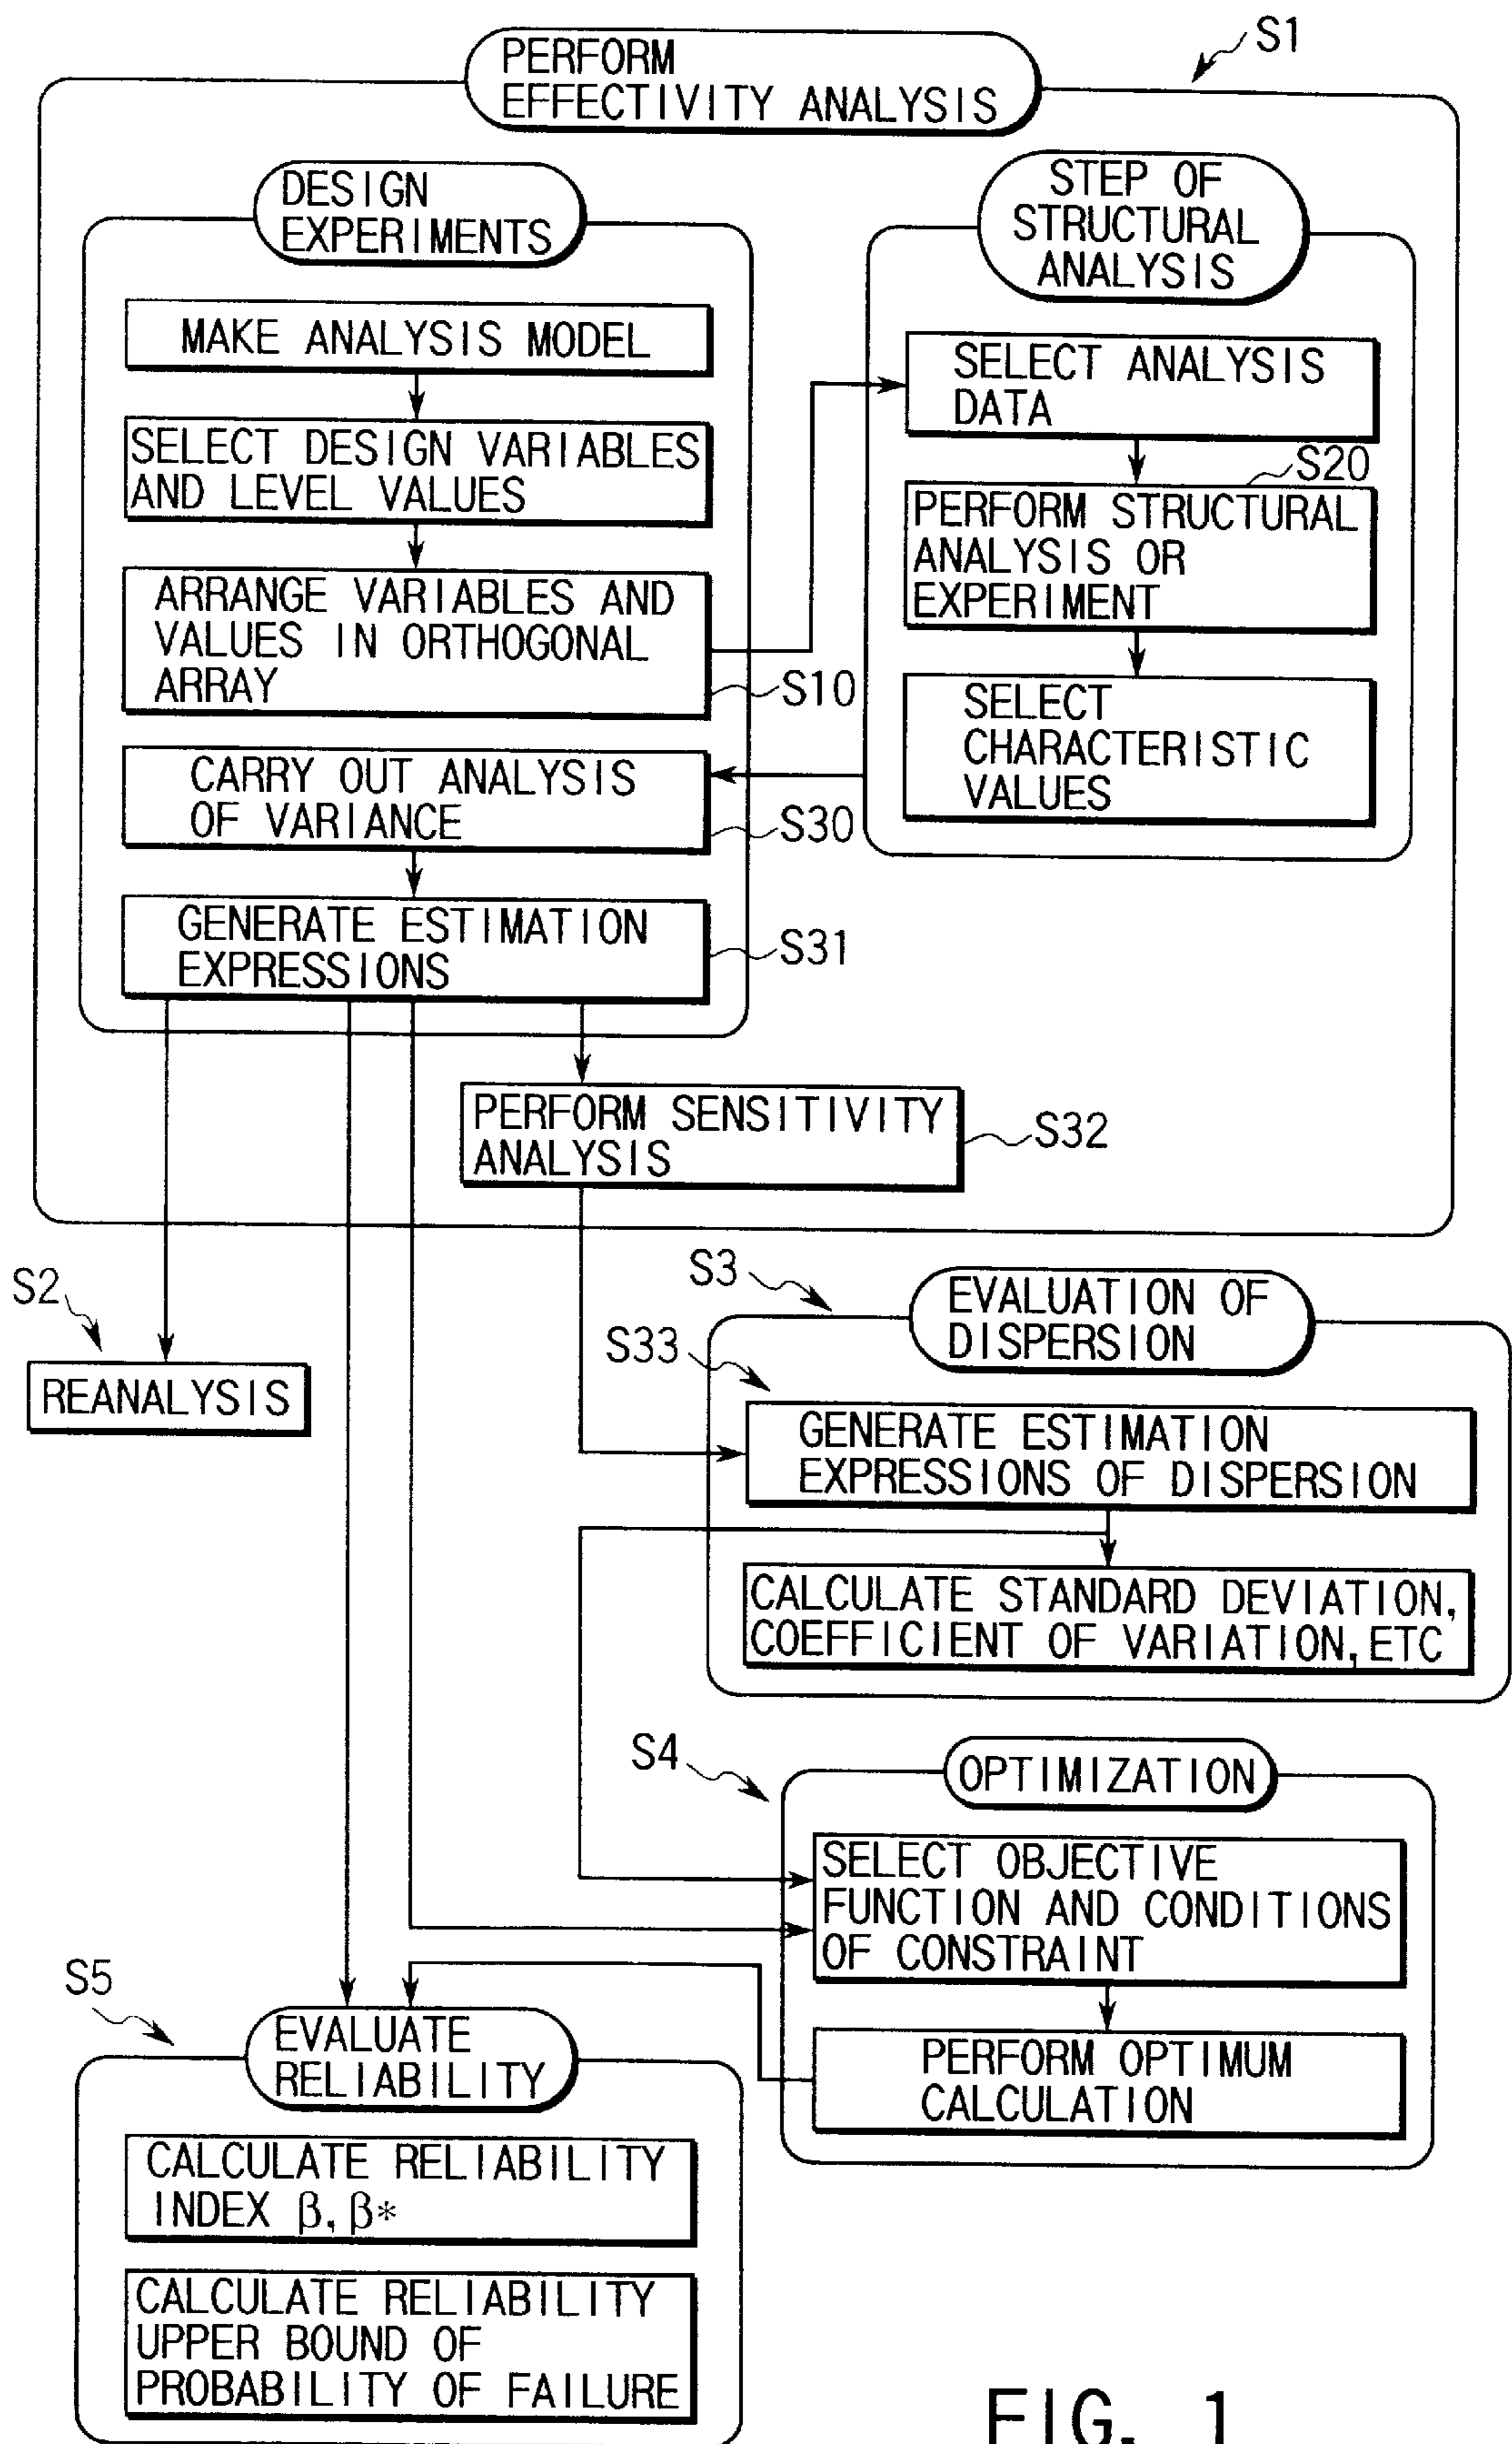 S1
PERFORM
EFFECTIVITY ANALYSIS
DESIGN
EXPERIMENTS
MAKE ANALYSIS MODEL
SELECT DESIGN VARIABLES
AND LEVEL VALUES
ARRANGE VARIABLES AND
VALUES IN ORTHOGONAL
ARRAY
S10
CARRY OUT ANALYSIS
OF VARIANCE
S30
GENERATE ESTIMATION
EXPRESSIONS
S31
STEP OF
STRUCTURAL
ANALYSIS
SELECT ANALYSIS
DATA
S20
PERFORM STRUCTURAL
ANALYSIS OR
EXPERIMENT
SELECT
CHARACTERISTIC
VALUES
PERFORM SENSITIVITY
ANALYSIS
S32
S2
REANALYSIS
S3
EVALUATION OF
DISPERSION
S33
GENERATE ESTIMATION
EXPRESSIONS OF DISPERSION
CALCULATE STANDARD DEVIATION,
COEFFICIENT OF VARIATION, ETC
S4
OPTIMIZATION
SELECT OBJECTIVE
FUNCTION AND CONDITIONS
OF CONSTRAINT
PERFORM OPTIMUM
CALCULATION
S5
EVALUATE
RELIABILITY
CALCULATE RELIABILITY
INDEX β, β*
CALCULATE RELIABILITY
UPPER BOUND OF
PROBABILITY OF FAILURE
FIG. 1